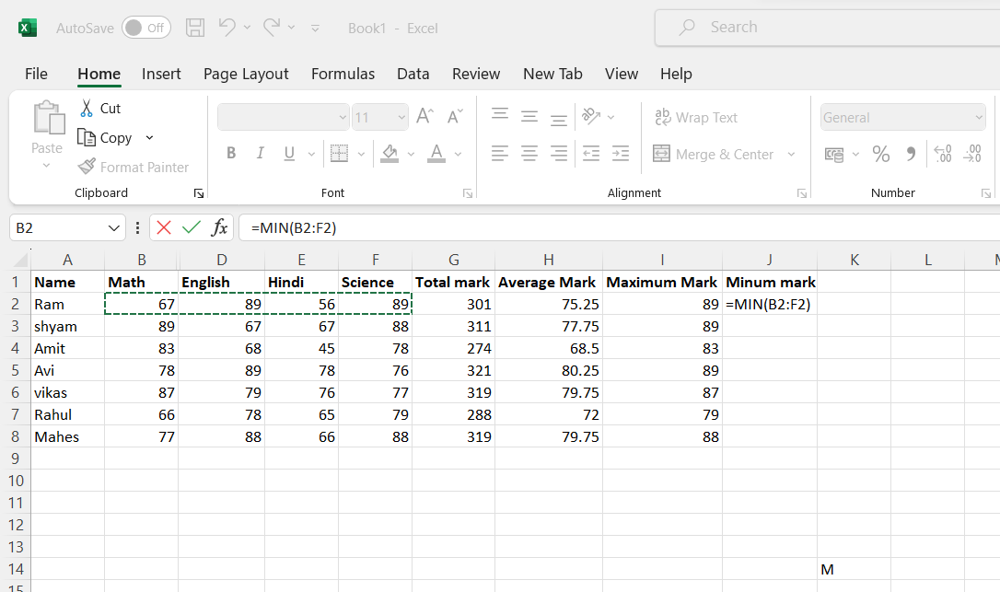 AutoSave Off Book1 - Excel Search
File Home Insert Page Layout Formulas Data Review New Tab View Help
Paste Cut
Copy
Format Painter
11
B I U A
ab Wrap Text
Merge & Center
General
% .00 .00
Clipboard Font Alignment Number
B2 fx =MIN(B2:F2)
A B D E F G H I J K L M
1 Name Math English Hindi Science Total mark Average Mark Maximum Mark Minum mark
2 Ram 67 89 56 89 301 75.25 89 =MIN(B2:F2)
3 shyam 89 67 67 88 311 77.75 89
4 Amit 83 68 45 78 274 68.5 83
5 Avi 78 89 78 76 321 80.25 89
6 vikas 87 79 76 77 319 79.75 87
7 Rahul 66 78 65 79 288 72 79
8 Mahes 77 88 66 88 319 79.75 88
9
10
11
12
13
14 M
15